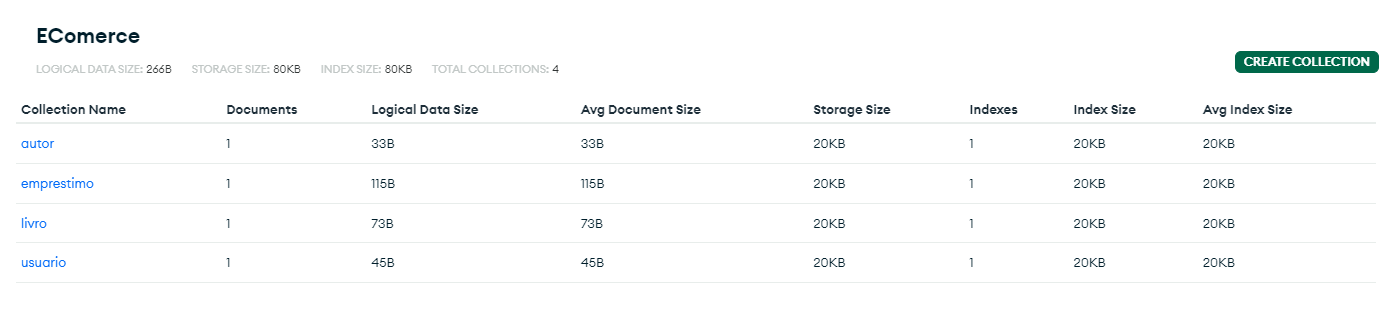 EComerce
LOGICAL DATA SIZE: 266B STORAGE SIZE: 80KB INDEX SIZE: 80KB TOTAL COLLECTIONS: 4
CREATE COLLECTION
Collection Name Documents Logical Data Size Avg Document Size Storage Size Indexes Index Size Avg Index Size
autor 1 33B 33B 20KB 1 20KB 20KB
emprestimo 1 115B 115B 20KB 1 20KB 20KB
livro 1 73B 73B 20KB 1 20KB 20KB
usuario 1 45B 45B 20KB 1 20KB 20KB